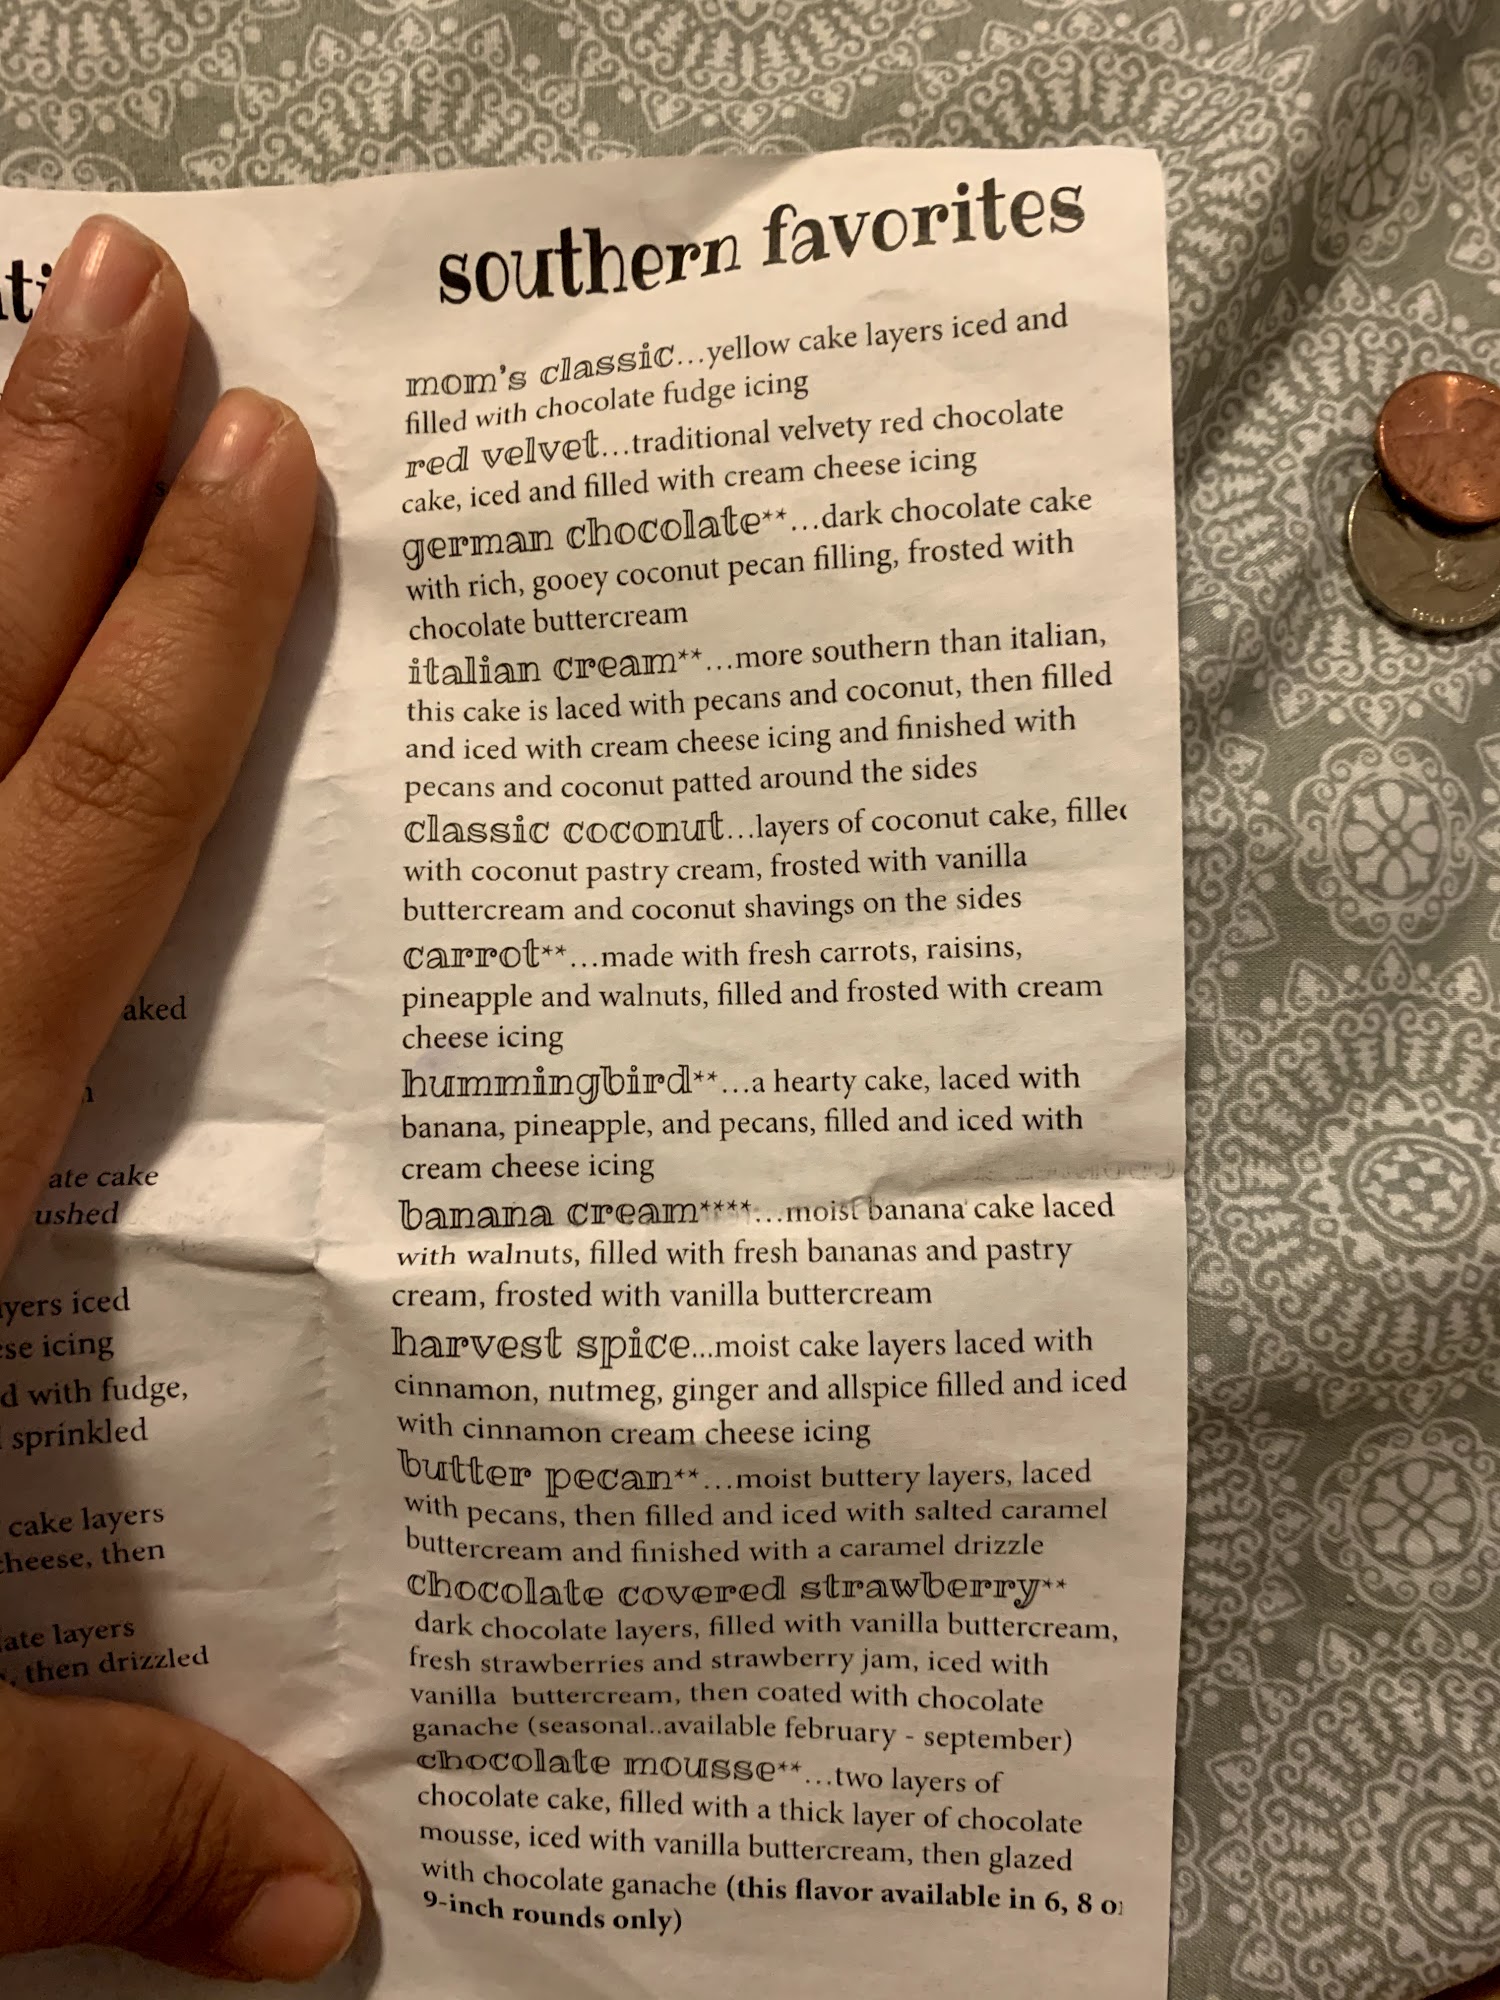 southern favorites
mom's classic...yellow cake layers iced and
filled with chocolate fudge icing
red velvet...traditional velvety red chocolate
cake, iced and filled with cream cheese icing
german chocolate**...dark chocolate cake
with rich, gooey coconut pecan filling, frosted with
chocolate buttercream
italian cream**...more southern than italian,
this cake is laced with pecans and coconut, then filled
and iced with cream cheese icing and finished with
pecans and coconut patted around the sides
classic coconut...layers of coconut cake,
with coconut pastry cream, frosted with vanilla
buttercream and coconut shavings on the sides
carrot**...made with fresh carrots, raisins,
pineapple and walnuts, filled and frosted with cream
cheese icing
hummingbird**...a hearty cake, laced with
banana, pineapple, and pecans, filled and iced with
cream cheese icing
banana cream****...moist banana cake laced
with walnuts, filled with fresh bananas and pastry
cream, frosted with vanilla buttercream
harvest spice...moist cake layers laced with
cinnamon, nutmeg, ginger and allspice filled and iced
with cinnamon cream cheese icing
butter pecan**...moist buttery layers, laced
with pecans, then filled and iced with salted caramel
buttercream and finished with a caramel drizzle
chocolate covered strawberry**
dark chocolate layers, filled with vanilla buttercream,
fresh strawberries and strawberry jam, iced with
vanilla buttercream, then coated with chocolate
ganache (seasonal..available february - september)
chocolate mousse**...two layers of
chocolate cake, filled with a thick layer of chocolate
mousse, iced with vanilla buttercream, then glazed
with chocolate ganache (this flavor available in 6, 8
9-inch rounds only)
cake
iced
icing
with fudge,
sprinkled
cake layers
then
layers
then drizzled